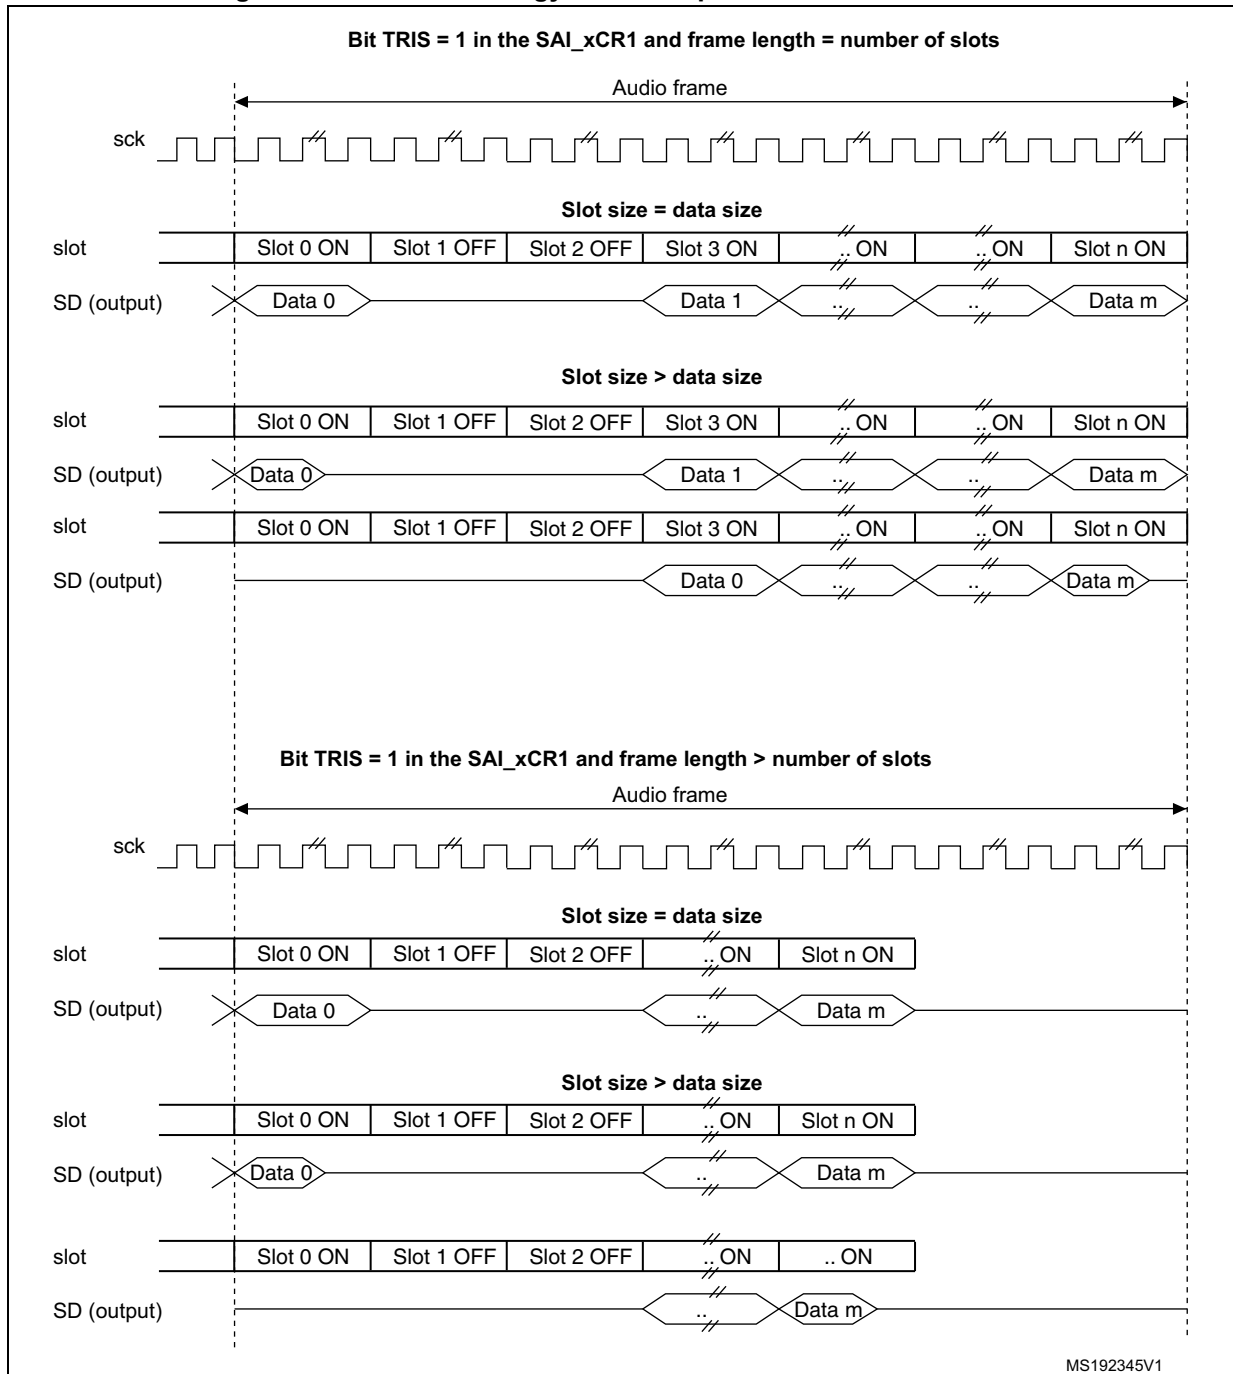 Bit TRIS = 1 in the SAI_xCR1 and frame length = number of slots
Audio frame
sck
Slot size = data size
slot Slot 0 ON Slot 1 OFF Slot 2 OFF Slot 3 ON .. ON .. ON Slot n ON
SD (output) Data 0 Data 1 .. .. Data m
Slot size > data size
slot Slot 0 ON Slot 1 OFF Slot 2 OFF Slot 3 ON .. ON .. ON Slot n ON
SD (output) Data 0 Data 1 .. .. Data m
slot Slot 0 ON Slot 1 OFF Slot 2 OFF Slot 3 ON .. ON .. ON Slot n ON
SD (output) Data 0 .. .. Data m
Bit TRIS = 1 in the SAI_xCR1 and frame length > number of slots
Audio frame
sck
Slot size = data size
slot Slot 0 ON Slot 1 OFF Slot 2 OFF .. ON Slot n ON
SD (output) Data 0 .. Data m
Slot size > data size
slot Slot 0 ON Slot 1 OFF Slot 2 OFF .. ON Slot n ON
SD (output) Data 0 .. Data m
slot Slot 0 ON Slot 1 OFF Slot 2 OFF .. ON .. ON
SD (output) .. Data m
MS192345V1